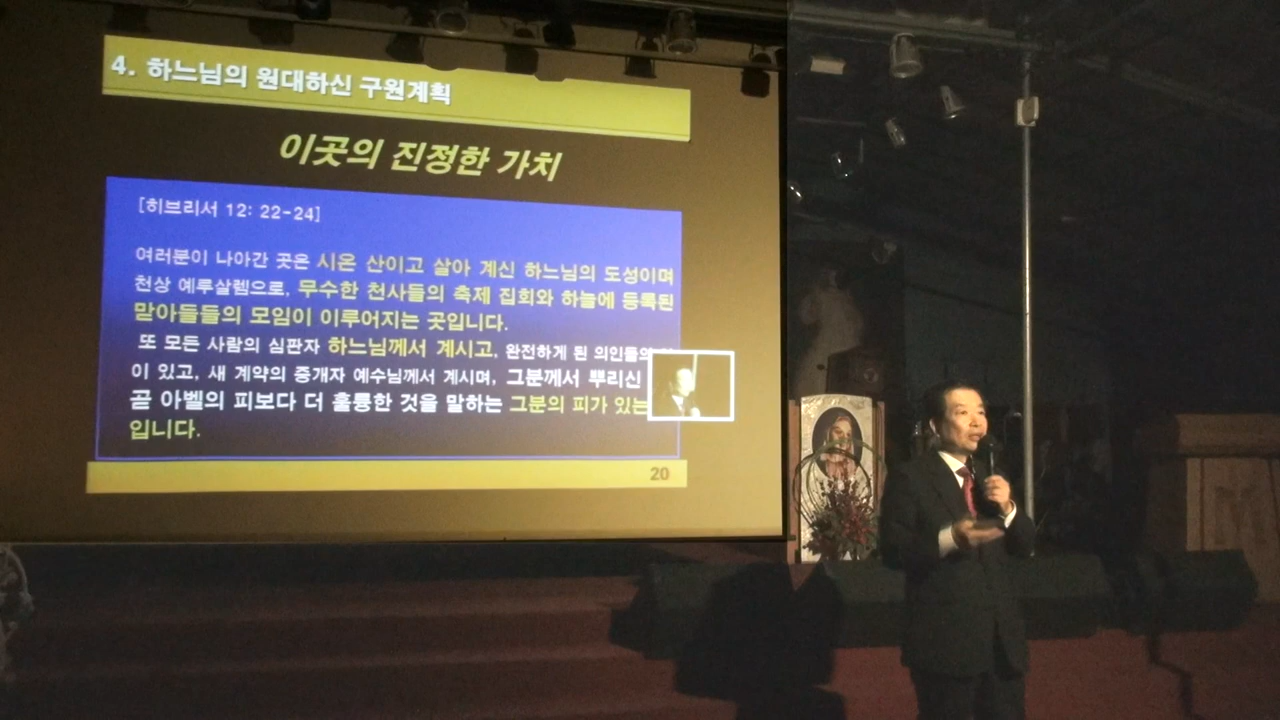 4. 하느님의 원대하신 구원계획
이곳의 진정한 가치
[히브리서 12: 22-24]
여러분이 나아간 곳은 시온 산이고 살아 계신 하느님의 도성이며
천상 예루살렘으로, 무수한 천사들의 축제 집회와 하늘에 등록된
맏아들들의 모임이 이루어지는 곳입니다.
또 모든 사람의 심판자 하느님께서 계시고, 완전하게 된 의인들의
이 있고, 새 계약의 중개자 예수님께서 계시며, 그분께서 뿌리신
곧 아벨의 피보다 더 훌륭한 것을 말하는 그분의 피가 있는
입니다.
20